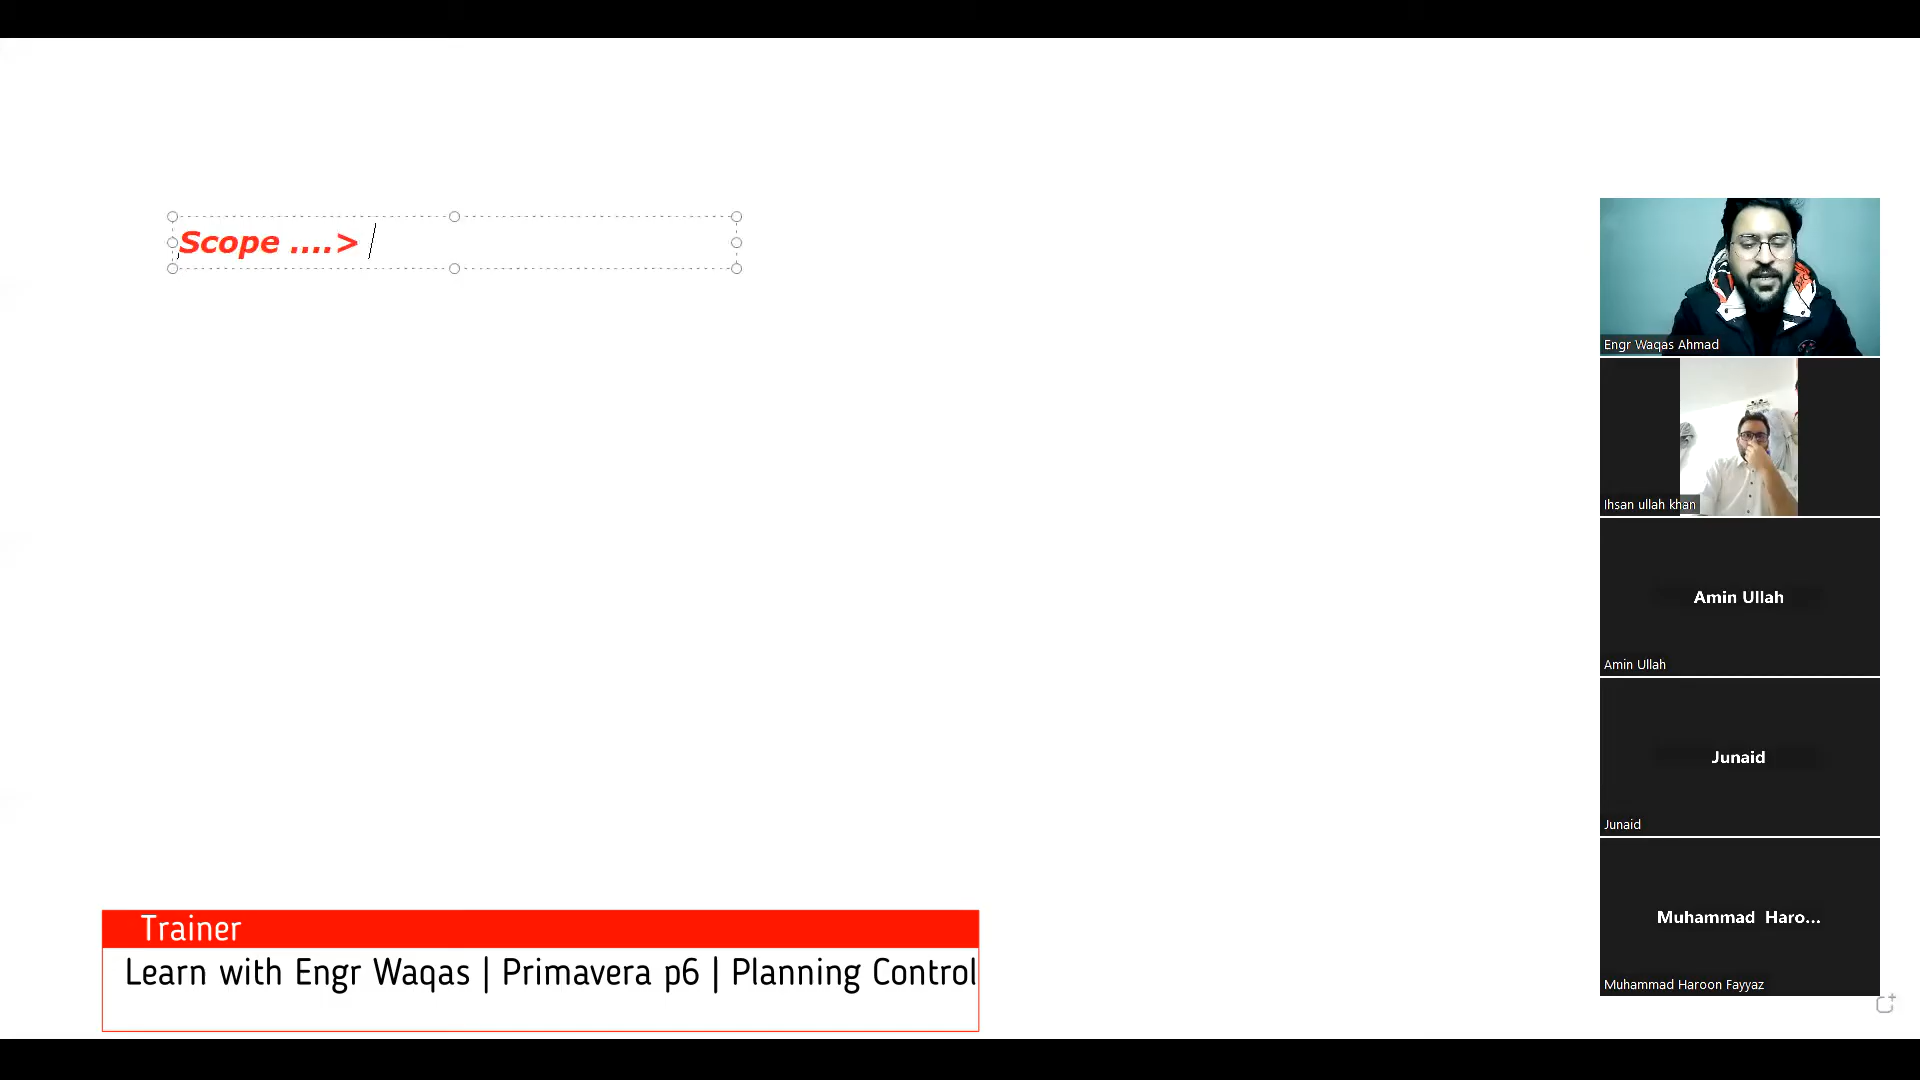 Scope ....>
Engr Waqas Ahmad
Ihsan ullah khan
Amin Ullah
Amin Ullah
Junaid
Junaid
Muhammad Haro...
Muhammad Haroon Fayyaz
Trainer
Learn with Engr Waqas | Primavera p6 | Planning Control